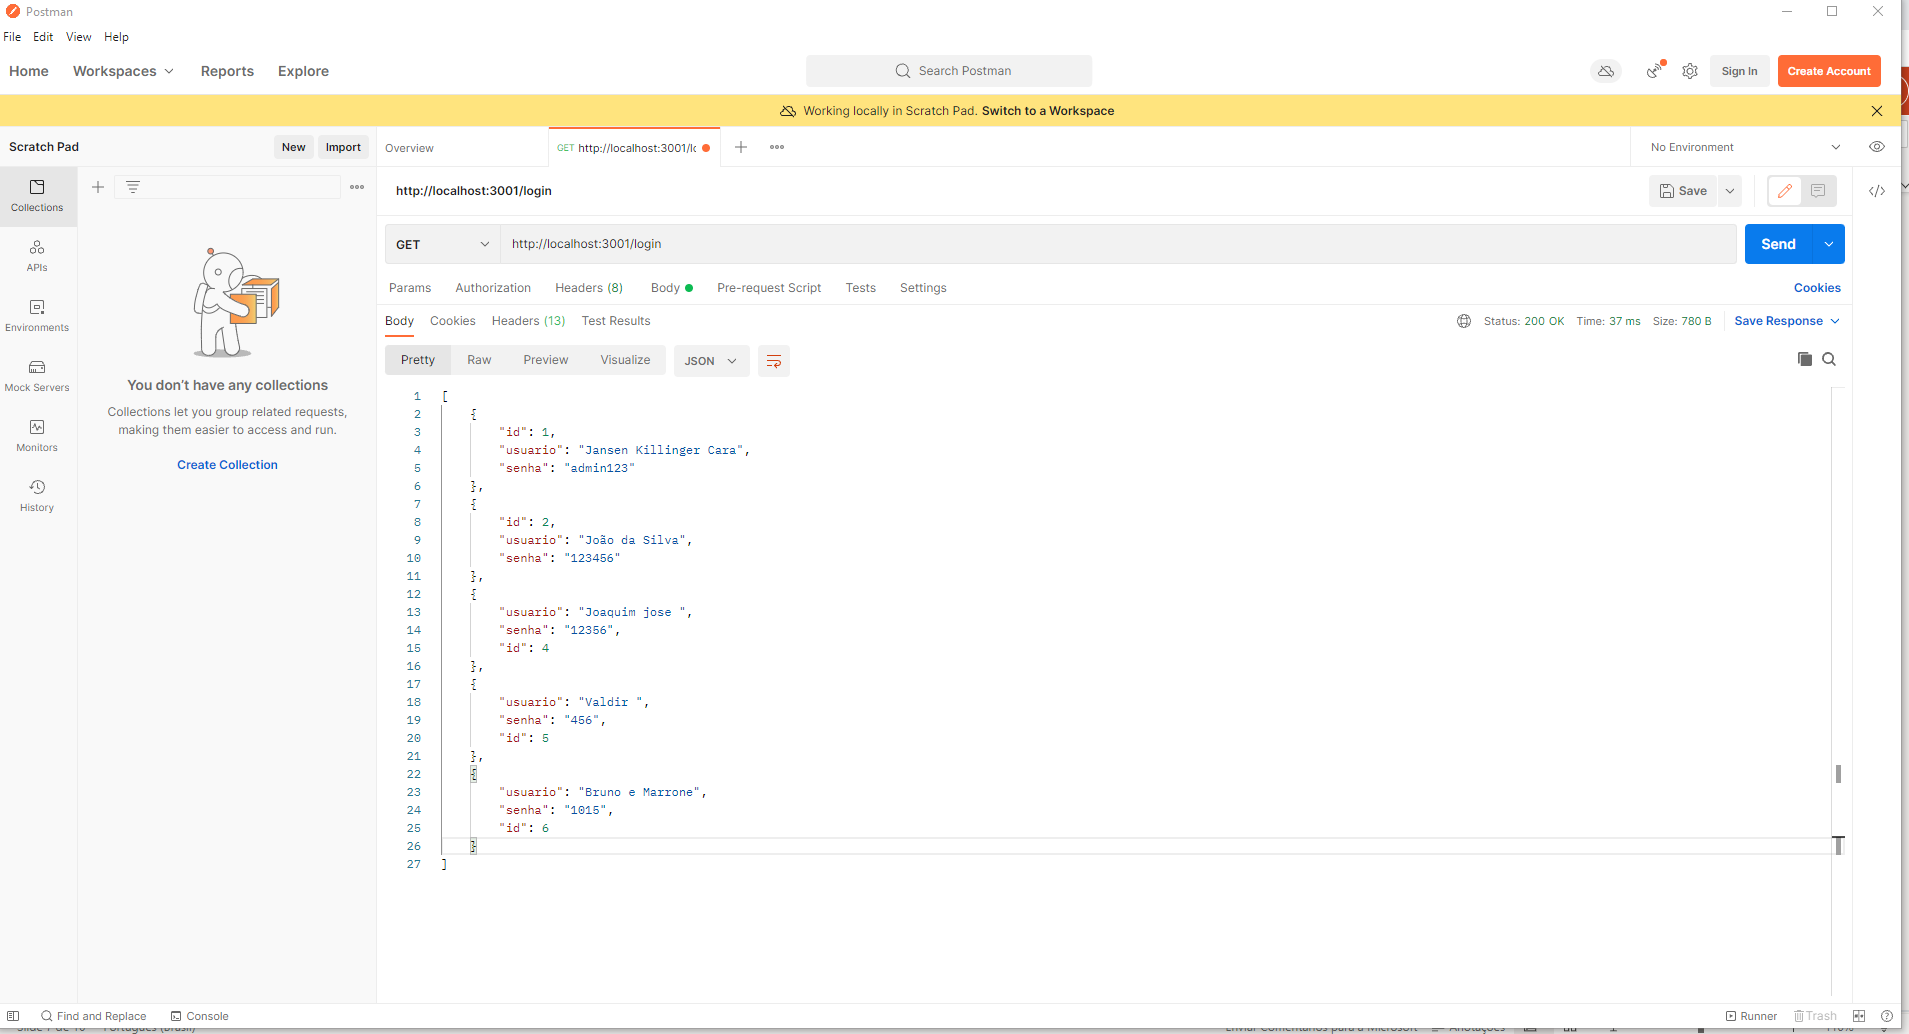 Postman
File Edit View Help
Home Workspaces Reports Explore
Search Postman
Sign In
Create Account
Working locally in Scratch Pad. Switch to a Workspace
Scratch Pad
New Import
Overview
GET http://localhost:3001/lo
No Environment
http://localhost:3001/login
Save
GET
http://localhost:3001/login
Send
Params Authorization Headers (8) Body Pre-request Script Tests Settings
Cookies
Body Cookies Headers (13) Test Results
Status: 200 OK Time: 37 ms Size: 780 B Save Response
Pretty Raw Preview Visualize JSON
Collections
APIs
Environments
Mock Servers
Monitors
History
You don't have any collections
Collections let you group related requests,
making them easier to access and run.
Create Collection
1 [
2 {
3 "id": 1,
4 "usuario": "Jansen Killinger Cara",
5 "senha": "admin123"
6 },
7 {
8 "id": 2,
9 "usuario": "João da Silva",
10 "senha": "123456"
11 },
12 {
13 "usuario": "Joaquim jose ",
14 "senha": "12356",
15 "id": 4
16 },
17 {
18 "usuario": "Valdir ",
19 "senha": "456",
20 "id": 5
21 },
22 {
23 "usuario": "Bruno e Marrone",
24 "senha": "1015",
25 "id": 6
26 }
27 ]
Find and Replace Console
Runner Trash